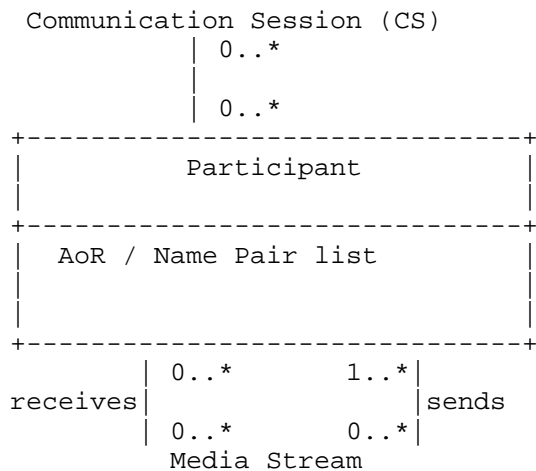 Communication Session (CS)
| 0..*
|
| 0..*
+-------------------------------+
| Participant |
| |
+-------------------------------+
| AoR / Name Pair list |
| |
| |
+-------------------------------+
| 0..* 1..*|
receives| |sends
| 0..* 0..*|
Media Stream